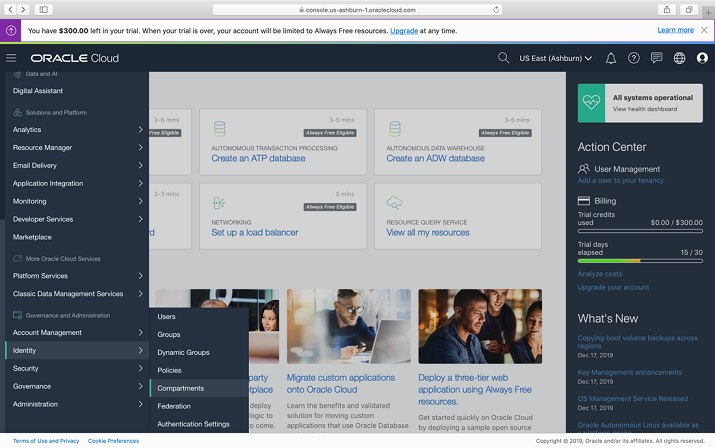 console.us-ashburn-1.oraclecloud.com
You have $300.00 left in your trial. When your trial is over, your account will be limited to Always Free resources. Upgrade at any time.
Learn more
ORACLE Cloud
US East (Ashburn)
Data and AI
Digital Assistant
Solutions and Platform
Analytics
Resource Manager
Email Delivery
Application Integration
Monitoring
Developer Services
Marketplace
More Oracle Cloud Services
Platform Services
Classic Data Management Services
Governance and Administration
Account Management
Identity
Security
Governance
Administration
Users
Groups
Dynamic Groups
Policies
Compartments
Federation
Authentication Settings
2-6 mins
Free Eligible
3-5 mins
Always Free Eligible
AUTONOMOUS TRANSACTION PROCESSING
Create an ATP database
3-5 mins
Always Free Eligible
AUTONOMOUS DATA WAREHOUSE
Create an ADW database
2-3 mins
d
5 mins
Always Free Eligible
NETWORKING
Set up a load balancer
RESOURCE QUERY SERVICE
View all my resources
party
tplace
deploy
logic to
to come.
Migrate custom applications
onto Oracle Cloud
Learn the benefits and validated
solution for moving custom
applications that use Oracle Database
Deploy a three-tier web
application using Always Free
resources.
Get started quickly on Oracle Cloud
by deploying a sample open source
All systems operational
View health dashboard
Action Center
User Management
Add a user to your tenancy
Billing
Trial credits
used
$0.00 / $300.00
Trial days
elapsed
15 / 30
Analyze costs
Upgrade your account
What's New
Copying boot volume backups across
regions
Dec 17, 2019
Key Management enhancements
Dec 17, 2019
OS Management Service Released
Dec 17, 2019
Oracle Autonomous Linux available as
Terms of Use and Privacy
Cookie Preferences
Copyright © 2019, Oracle and/or its affiliates. All rights reserved.